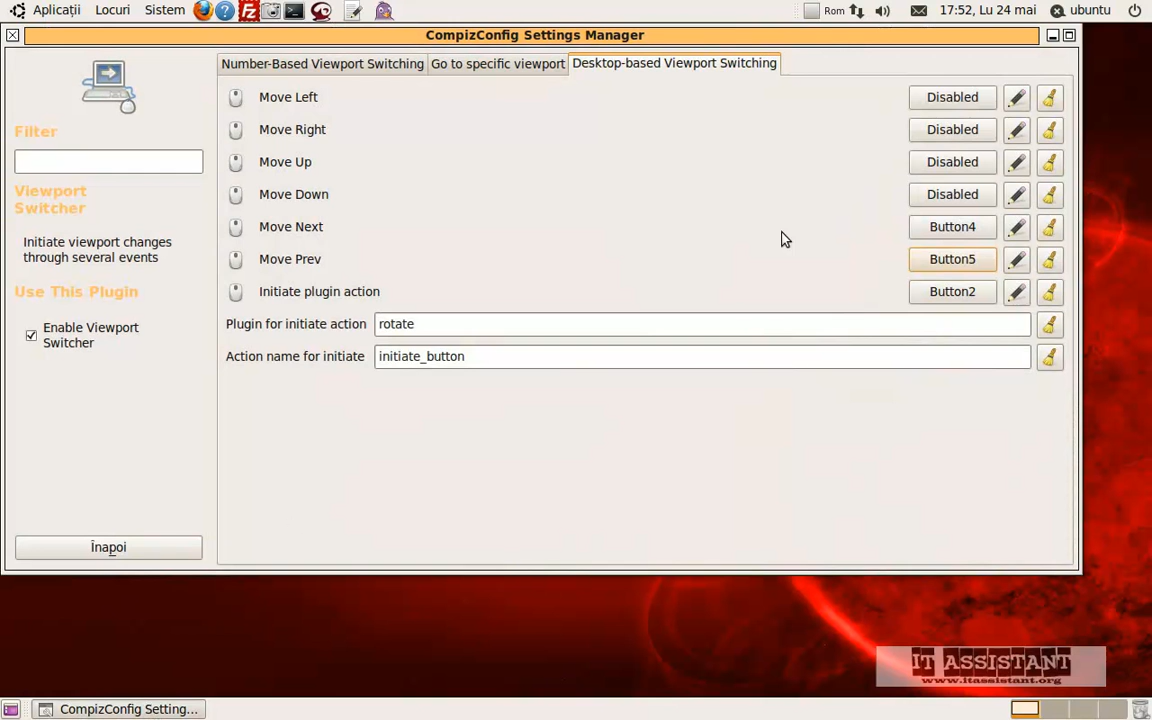 Aplicații Locuri Sistem Rom 17:52, Lu 24 mai ubuntu
CompizConfig Settings Manager
Number-Based Viewport Switching Go to specific viewport Desktop-based Viewport Switching
Filter
Viewport
Switcher
Initiate viewport changes
through several events
Use This Plugin
Enable Viewport
Switcher
Înapoi
Move Left Disabled
Move Right Disabled
Move Up Disabled
Move Down Disabled
Move Next Button4
Move Prev Button5
Initiate plugin action Button2
Plugin for initiate action rotate
Action name for initiate initiate_button
IT ASSISTANT
www.itassistant.org
CompizConfig Setting...